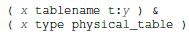 ( x tablename t:y ) &
( x type physical_table )